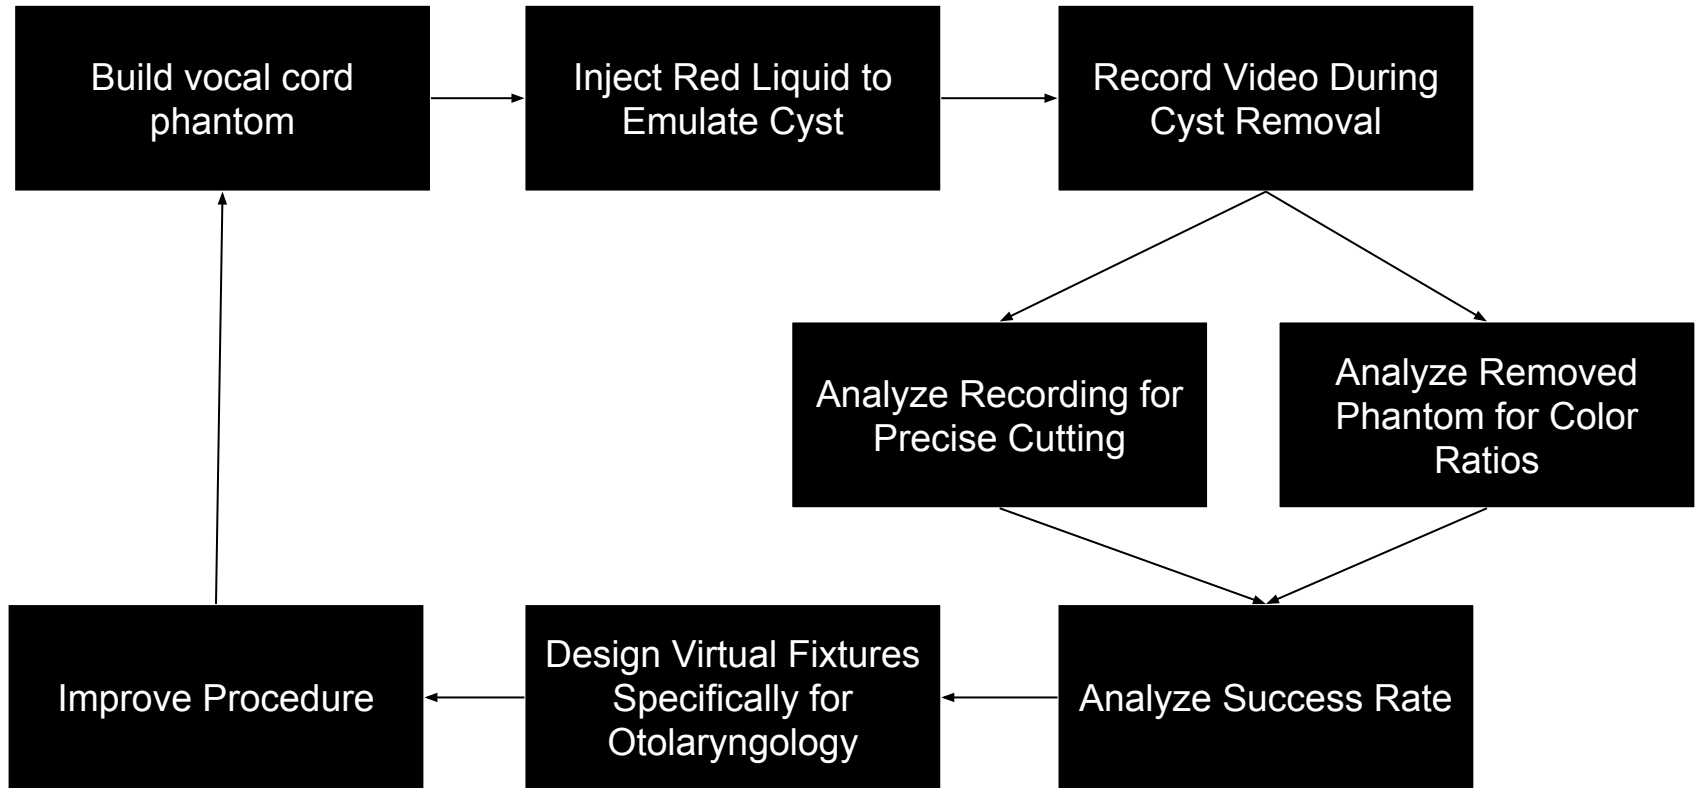 Build vocal cord
phantom
Inject Red Liquid to
Emulate Cyst
Record Video During
Cyst Removal
Analyze Recording for
Precise Cutting
Analyze Removed
Phantom for Color
Ratios
Analyze Success Rate
Design Virtual Fixtures
Specifically for
Otolaryngology
Improve Procedure